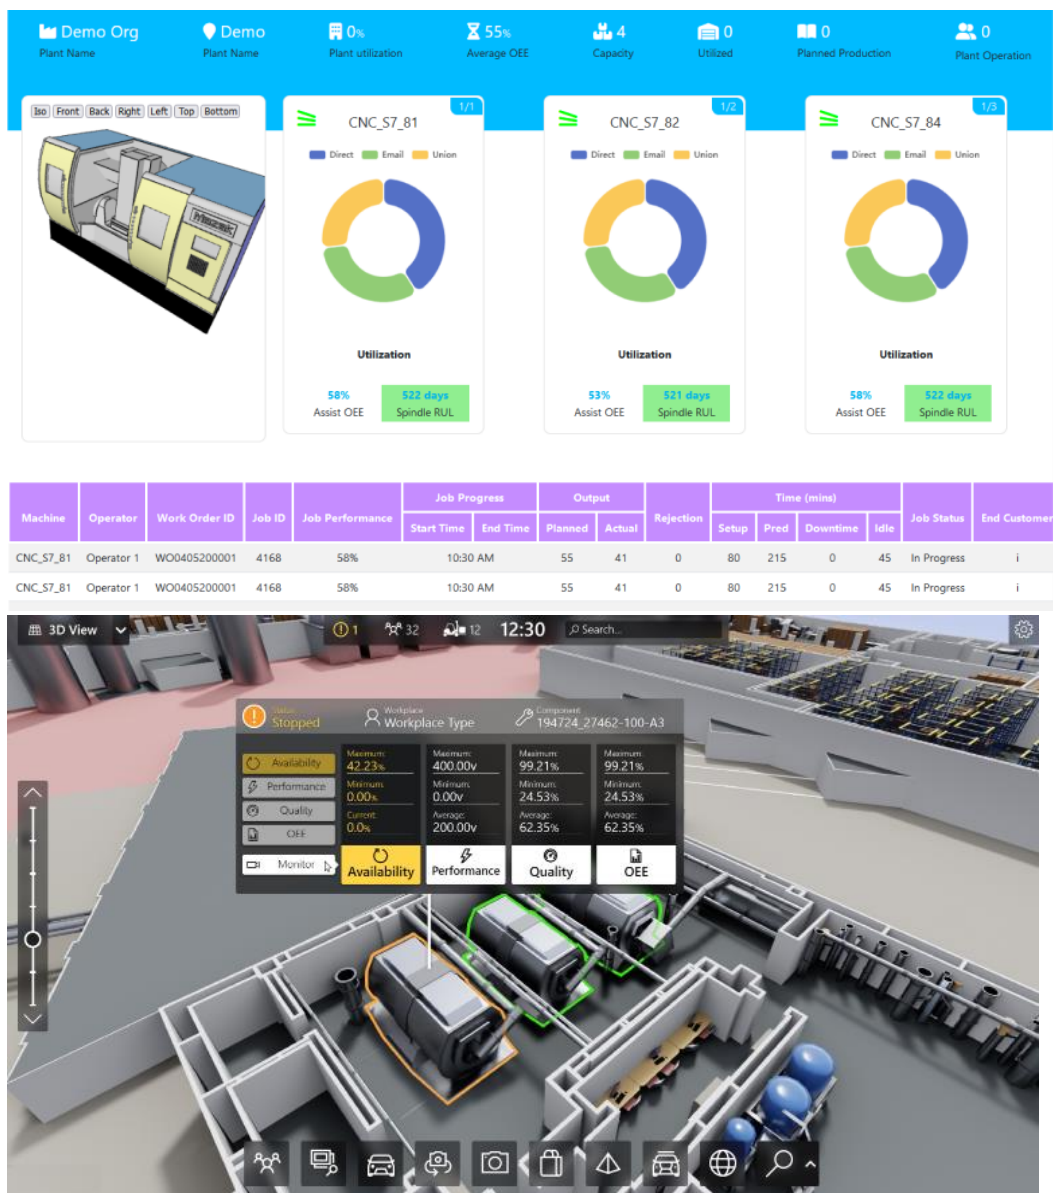 Demo Org Demo 0% 55% 4 0 0 0
Plant Name Plant Name Plant utilization Average OEE Capacity Utilized Planned Production Plant Operation
Iso Front Back Right Left Top Bottom
Mazak
1/1
CNC_S7_81
Direct Email Union
Utilization
58% 522 days
Assist OEE Spindle RUL
1/2
CNC_S7_82
Direct Email Union
Utilization
53% 521 days
Assist OEE Spindle RUL
1/3
CNC_S7_84
Direct Email Union
Utilization
58% 522 days
Assist OEE Spindle RUL
Machine Operator Work Order ID Job ID Job Performance Job Progress Output Rejection Time (mins) Job Status End Customer
Start Time End Time Planned Actual Setup Pred Downtime Idle
CNC_S7_81 Operator 1 WO0405200001 4168 58% 10:30 AM 55 41 0 80 215 0 45 In Progress i
CNC_S7_81 Operator 1 WO0405200001 4168 58% 10:30 AM 55 41 0 80 215 0 45 In Progress i
3D View 1 32 12 12:30 Search...
Status Workplace Component
Stopped Workplace Type 194724_27462-100-A3
Availability
Performance
Quality
OEE
Monitor
Maximum: Maximum: Maximum: Maximum:
42.23% 400.00v 99.21% 99.21%
Minimum: Minimum: Minimum: Minimum:
0.00% 0.00v 24.53% 24.53%
Current: Average: Average: Average:
0.0% 200.00v 62.35% 62.35%
Availability Performance Quality OEE